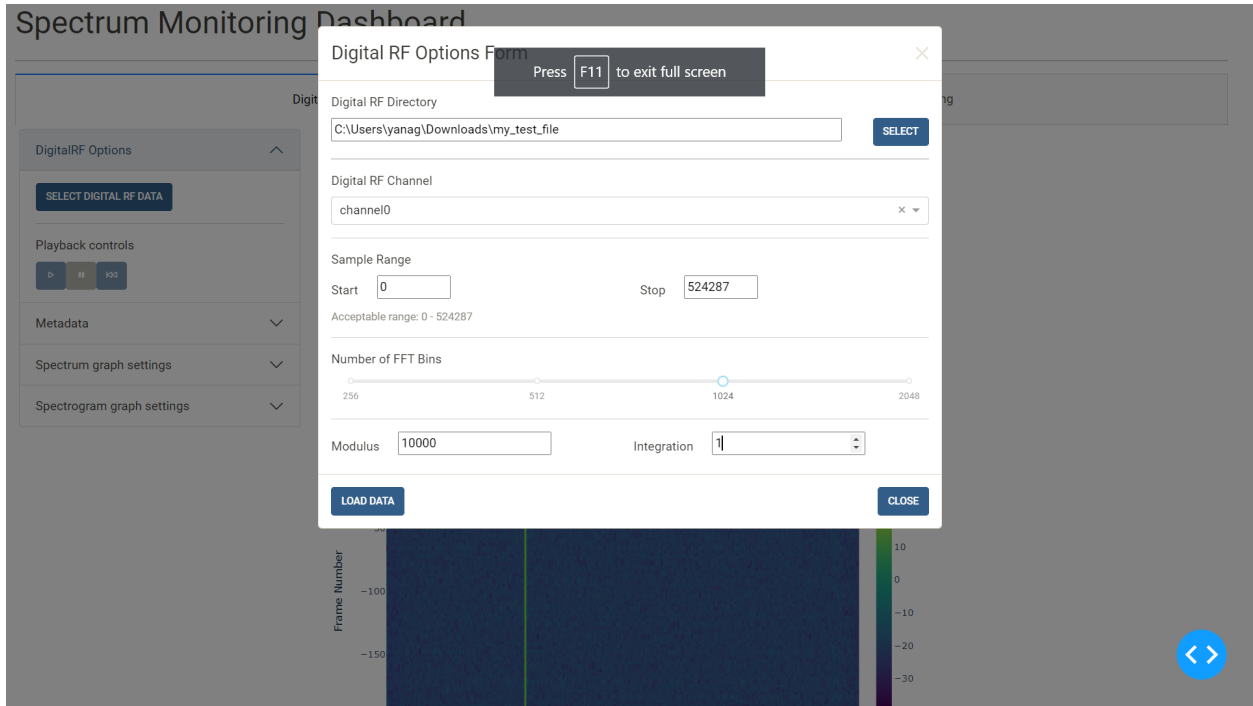 Spectrum Monitoring Dashboard
Digital RF Options Form
Press F11 to exit full screen
Digit
ng
Digital RF Directory
C:\Users\yanag\Downloads\my_test_file
SELECT
DigitalRF Options
SELECT DIGITAL RF DATA
Digital RF Channel
channel0
Playback controls
Sample Range
Start 0 Stop 524287
Acceptable range: 0 - 524287
Metadata
Spectrum graph settings
Spectrogram graph settings
Number of FFT Bins
256 512 1024 2048
Modulus 10000 Integration 1
LOAD DATA CLOSE
Frame Number
−100
−150
10
0
−10
−20
−30